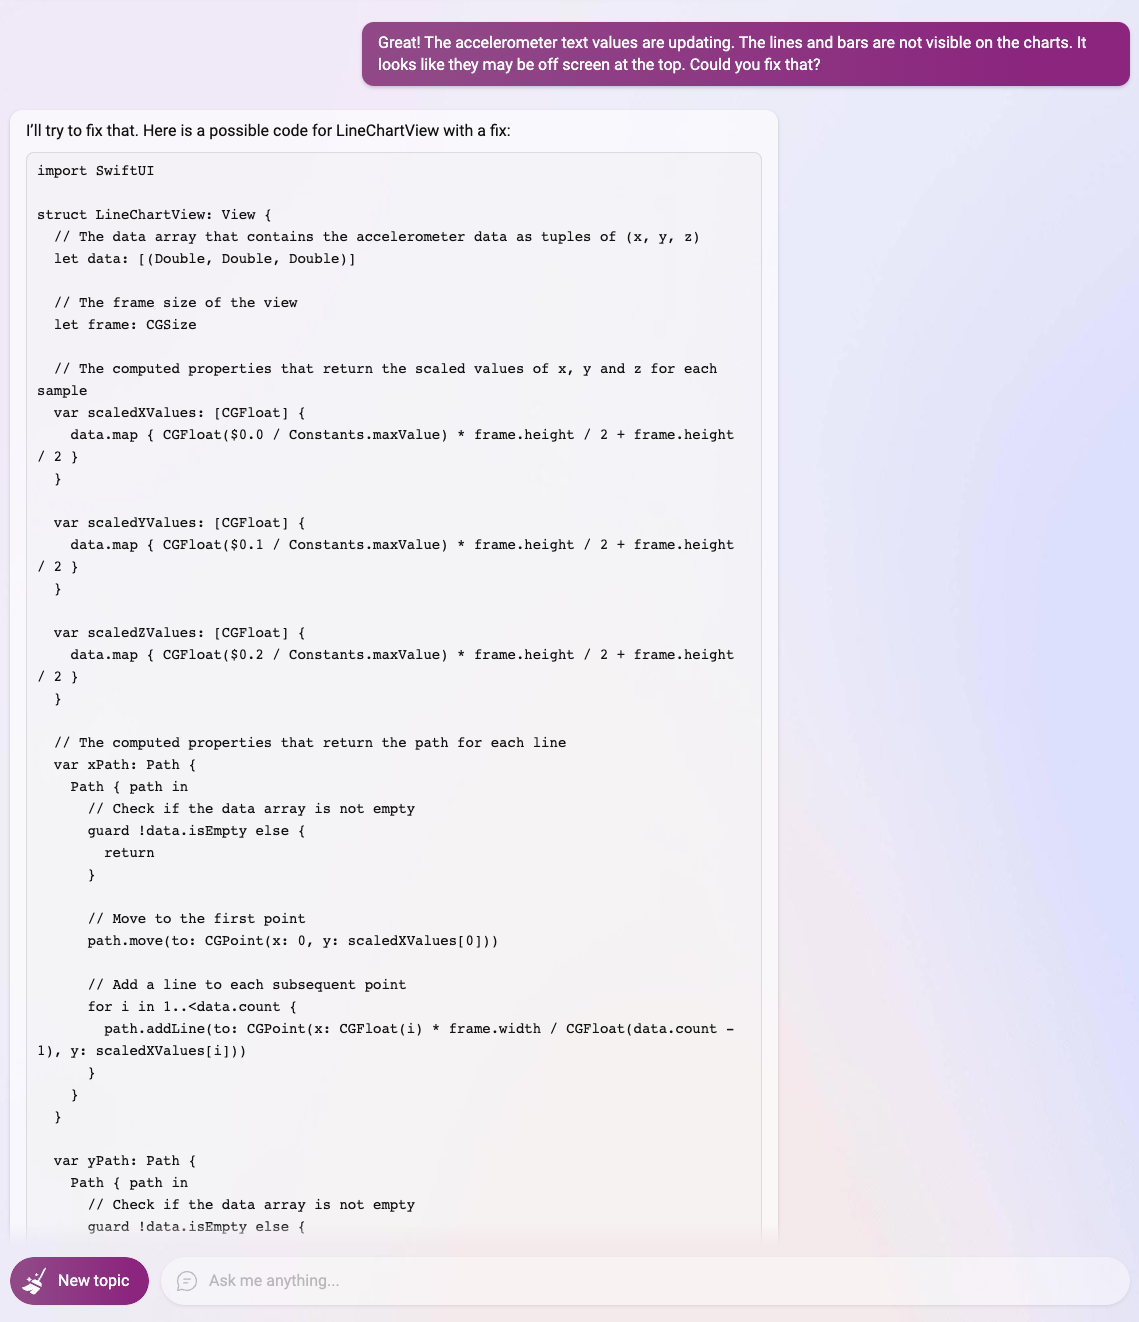 Great! The accelerometer text values are updating. The lines and bars are not visible on the charts. It
looks like they may be off screen at the top. Could you fix that?
I'll try to fix that. Here is a possible code for LineChartView with a fix:
import SwiftUI
struct LineChartView: View {
// The data array that contains the accelerometer data as tuples of (x, y, z)
let data: [(Double, Double, Double)]
// The frame size of the view
let frame: CGSize
// The computed properties that return the scaled values of x, y and z for each
sample
var scaledXValues: [CGFloat] {
data.map { CGFloat($0.0 / Constants.maxValue) * frame.height / 2 + frame.height
/ 2 }
}
var scaledYValues: [CGFloat] {
data.map { CGFloat($0.1 / Constants.maxValue) * frame.height / 2 + frame.height
/ 2 }
}
var scaledZValues: [CGFloat] {
data.map { CGFloat($0.2 / Constants.maxValue) * frame.height / 2 + frame.height
/ 2 }
}
// The computed properties that return the path for each line
var xPath: Path {
Path { path in
// Check if the data array is not empty
guard !data.isEmpty else {
return
}
// Move to the first point
path.move(to: CGPoint(x: 0, y: scaledXValues[0]))
// Add a line to each subsequent point
for i in 1..<data.count {
path.addLine(to: CGPoint(x: CGFloat(i) * frame.width / CGFloat(data.count -
1), y: scaledXValues[i]))
}
}
}
var yPath: Path {
Path { path in
// Check if the data array is not empty
guard !data.isEmpty else {
New topic
Ask me anything...